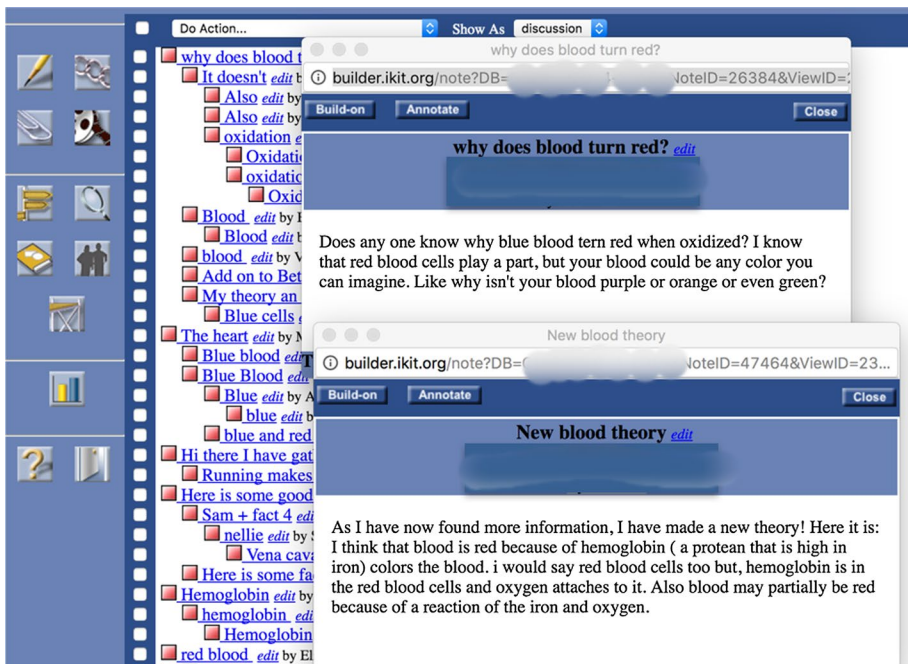 Do Action...
Show As discussion
why does blood t
It doesn't edit b
Also edit by
Also edit by
oxidation e
Oxidati
oxidatic
Oxid
Blood edit by E
Blood edit b
blood edit by V
Add on to Bet
My theory an
Blue cells
The heart edit by M
Blue blood edi
Blue Blood edi
Blue edit by A
blue edit b
blue and red
Hi there I have gat
Running makes
Here is some good
Sam + fact 4 edi
nellie edit by S
Vena cava
Here is some fa
Hemoglobin edit by
hemoglobin edi
Hemoglobin
red blood edit by El
why does blood turn red?
builder.ikit.org/note?DB=
NoteID=26384&ViewID=2
Build-on Annotate Close
why does blood turn red? edit
Does any one know why blue blood tern red when oxidized? I know
that red blood cells play a part, but your blood could be any color you
can imagine. Like why isn't your blood purple or orange or even green?
New blood theory
builder.ikit.org/note?DB=
NoteID=47464&ViewID=23...
Build-on Annotate Close
New blood theory edit
As I have now found more information, I have made a new theory! Here it is:
I think that blood is red because of hemoglobin ( a protean that is high in
iron) colors the blood. i would say red blood cells too but, hemoglobin is in
the red blood cells and oxygen attaches to it. Also blood may partially be red
because of a reaction of the iron and oxygen.